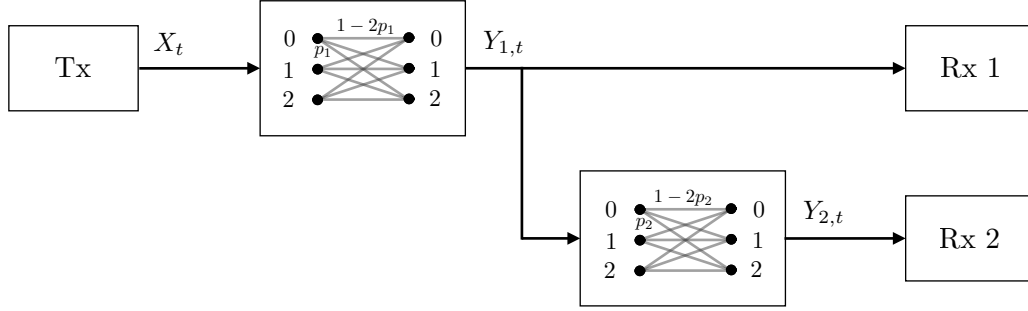 Tx
X_t
1 − 2p_1
0 0
p_1
1 1
2 2
Y_{1,t}
Rx 1
1 − 2p_2
0 0
p_2
1 1
2 2
Y_{2,t}
Rx 2